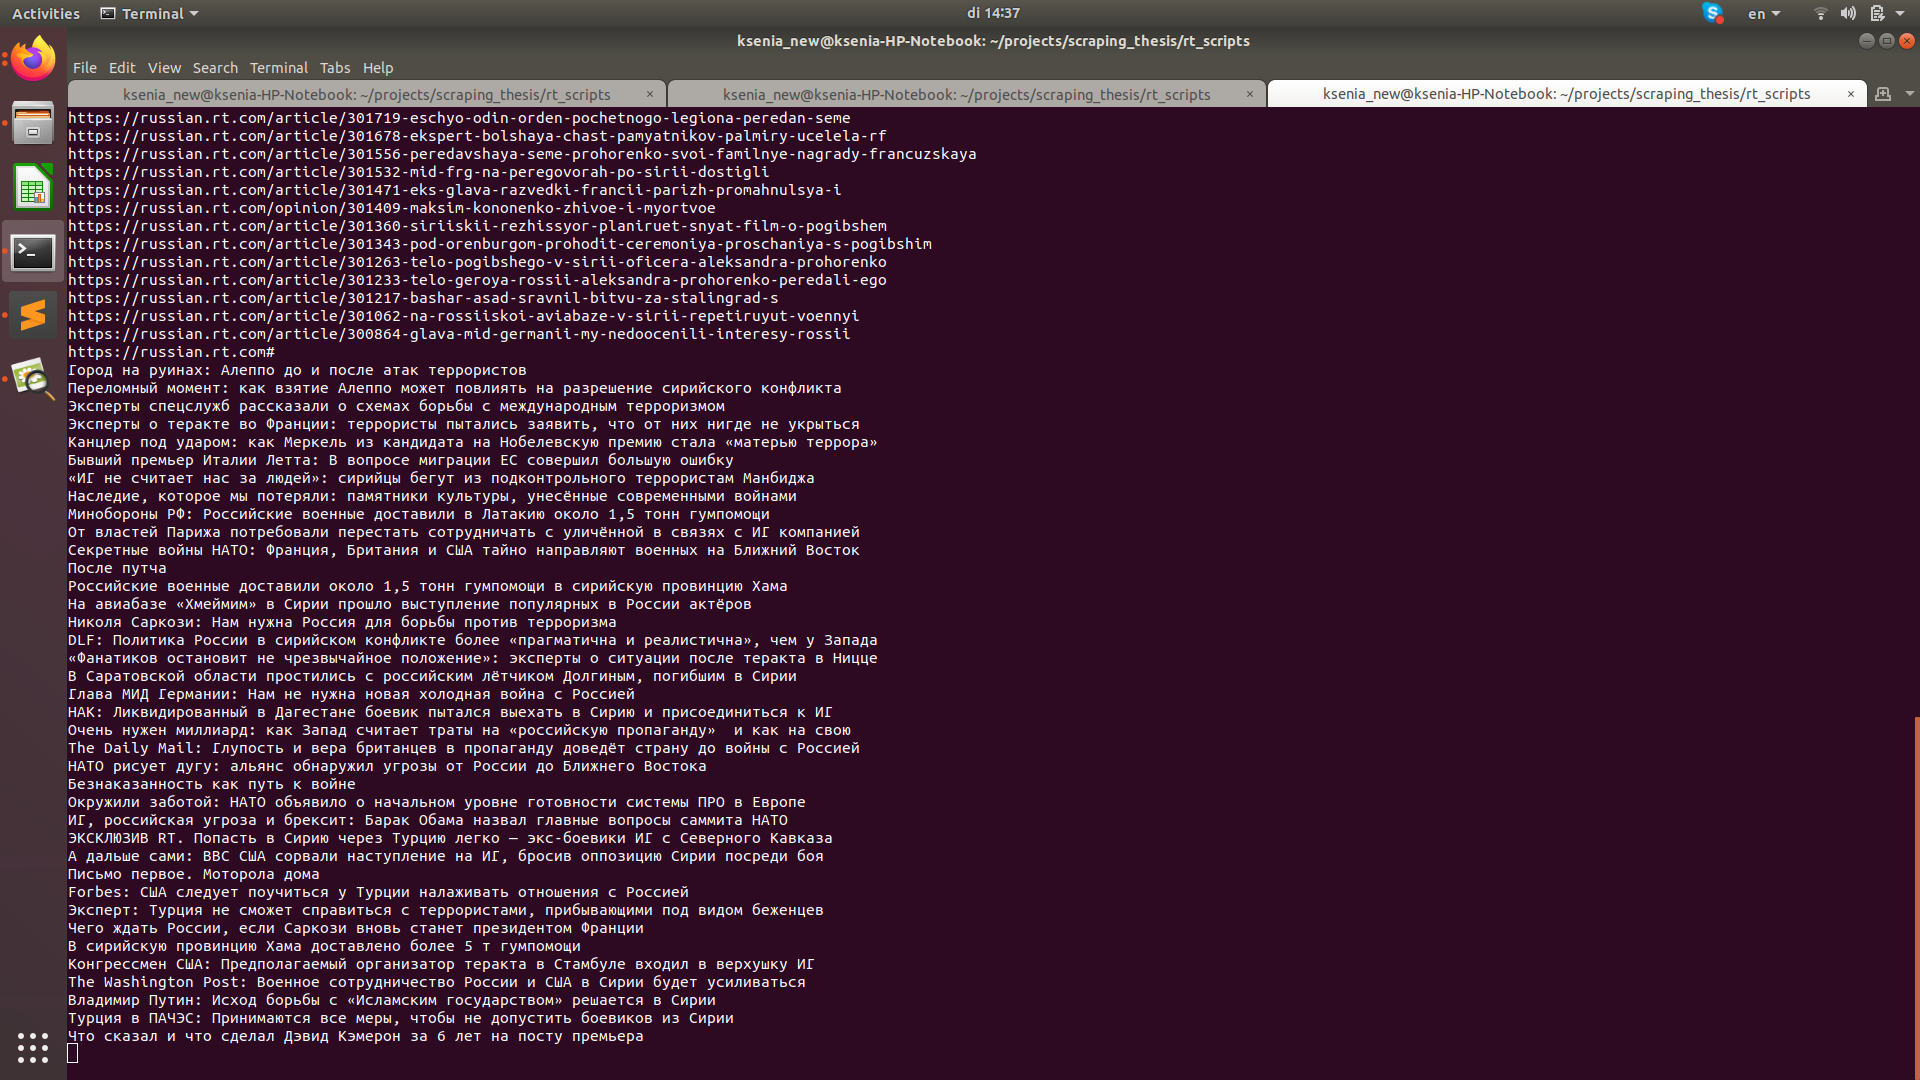 Activities
Terminal
di 14:37
en
ksenia_new@ksenia-HP-Notebook: ~/projects/scraping_thesis/rt_scripts
File Edit View Search Terminal Tabs Help
ksenia_new@ksenia-HP-Notebook: ~/projects/scraping_thesis/rt_scripts × ksenia_new@ksenia-HP-Notebook: ~/projects/scraping_thesis/rt_scripts × ksenia_new@ksenia-HP-Notebook: ~/projects/scraping_thesis/rt_scripts ×
https://russian.rt.com/article/301719-eschyo-odin-orden-pochetnogo-legiona-peredan-seme
https://russian.rt.com/article/301678-ekspert-bolshaya-chast-pamyatnikov-palmiry-ucelela-rf
https://russian.rt.com/article/301556-peredavshaya-seme-prohorenko-svoi-familnye-nagrady-francuzskaya
https://russian.rt.com/article/301532-mid-frg-na-peregovorah-po-sirii-dostigli
https://russian.rt.com/article/301471-eks-glava-razvedki-francii-parizh-promahnulsya-i
https://russian.rt.com/opinion/301409-maksim-kononenko-zhivoe-i-myortvoe
https://russian.rt.com/article/301360-siriiskii-rezhissyor-planiruet-snyat-film-o-pogibshem
https://russian.rt.com/article/301343-pod-orenburgom-prohodit-ceremoniya-proschaniya-s-pogibshim
https://russian.rt.com/article/301263-telo-pogibshego-v-sirii-oficera-aleksandra-prohorenko
https://russian.rt.com/article/301233-telo-geroya-rossii-aleksandra-prohorenko-peredali-ego
https://russian.rt.com/article/301217-bashar-asad-sravnil-bitvu-za-stalingrad-s
https://russian.rt.com/article/301062-na-rossiiskoi-aviabaze-v-sirii-repetiruyut-voennyi
https://russian.rt.com/article/300864-glava-mid-germanii-my-nedoocenili-interesy-rossii
https://russian.rt.com#
Город на руинах: Алеппо до и после атак террористов
Переломный момент: как взятие Алеппо может повлиять на разрешение сирийского конфликта
Эксперты спецслужб рассказали о схемах борьбы с международным терроризмом
Эксперты о теракте во Франции: террористы пытались заявить, что от них нигде не укрыться
Канцлер под ударом: как Меркель из кандидата на Нобелевскую премию стала «матерью террора»
Бывший премьер Италии Летта: В вопросе миграции ЕС совершил большую ошибку
«ИГ не считает нас за людей»: сирийцы бегут из подконтрольного террористам Манбиджа
Наследие, которое мы потеряли: памятники культуры, унесённые современными войнами
Минобороны РФ: Российские военные доставили в Латакию около 1,5 тонн гумпомощи
От властей Парижа потребовали перестать сотрудничать с уличённой в связях с ИГ компанией
Секретные войны НАТО: Франция, Британия и США тайно направляют военных на Ближний Восток
После путча
Российские военные доставили около 1,5 тонн гумпомощи в сирийскую провинцию Хама
На авиабазе «Хмеймим» в Сирии прошло выступление популярных в России актёров
Николя Саркози: Нам нужна Россия для борьбы против терроризма
DLF: Политика России в сирийском конфликте более «прагматична и реалистична», чем у Запада
«Фанатиков остановит не чрезвычайное положение»: эксперты о ситуации после теракта в Ницце
В Саратовской области простились с российским лётчиком Долгиным, погибшим в Сирии
Глава МИД Германии: Нам не нужна новая холодная война с Россией
НАК: Ликвидированный в Дагестане боевик пытался выехать в Сирию и присоединиться к ИГ
Очень нужен миллиард: как Запад считает траты на «российскую пропаганду»  и как на свою
The Daily Mail: Глупость и вера британцев в пропаганду доведёт страну до войны с Россией
НАТО рисует дугу: альянс обнаружил угрозы от России до Ближнего Востока
Безнаказанность как путь к войне
Окружили заботой: НАТО объявило о начальном уровне готовности системы ПРО в Европе
ИГ, российская угроза и брексит: Барак Обама назвал главные вопросы саммита НАТО
ЭКСКЛЮЗИВ RT. Попасть в Сирию через Турцию легко — экс-боевики ИГ с Северного Кавказа
А дальше сами: ВВС США сорвали наступление на ИГ, бросив оппозицию Сирии посреди боя
Письмо первое. Моторола дома
Forbes: США следует поучиться у Турции налаживать отношения с Россией
Эксперт: Турция не сможет справиться с террористами, прибывающими под видом беженцев
Чего ждать России, если Саркози вновь станет президентом Франции
В сирийскую провинцию Хама доставлено более 5 т гумпомощи
Конгрессмен США: Предполагаемый организатор теракта в Стамбуле входил в верхушку ИГ
The Washington Post: Военное сотрудничество России и США в Сирии будет усиливаться
Владимир Путин: Исход борьбы с «Исламским государством» решается в Сирии
Турция в ПАЧЭС: Принимаются все меры, чтобы не допустить боевиков из Сирии
Что сказал и что сделал Дэвид Кэмерон за 6 лет на посту премьера